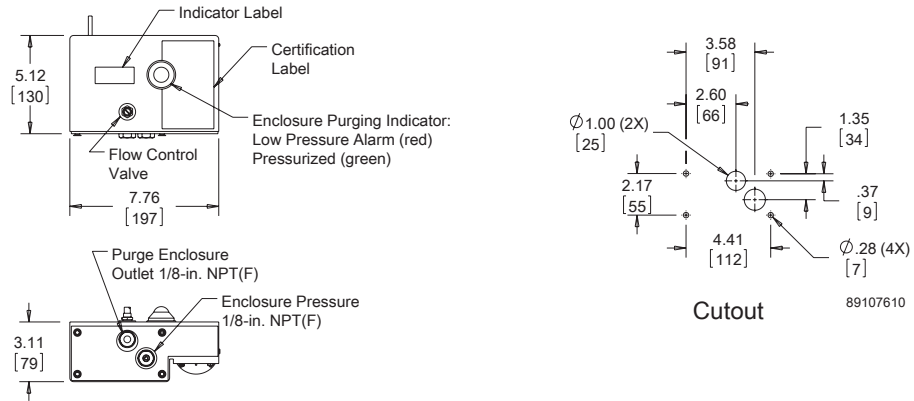 Indicator Label
Certification
Label
5.12
[130]
Enclosure Purging Indicator:
Low Pressure Alarm (red)
Pressurized (green)
Flow Control
Valve
7.76
[197]
Purge Enclosure
Outlet 1/8-in. NPT(F)
Enclosure Pressure
1/8-in. NPT(F)
3.11
[79]
3.58
[91]
2.60
[66]
∅1.00 (2X)
[25]
1.35
[34]
2.17
[55]
.37
[9]
4.41
[112]
∅.28 (4X)
[7]
Cutout
89107610